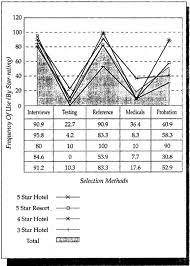 Frequency Of Use (By Star rating)
120
100
80
60
40
20
0
Interviews Testing Reference Medicals Probation
90.9 22.7 90.9 36.4 40.9
95.8 4.2 83.3 8.3 58.3
80 10 100 10 90
84.6 0 53.9 7.7 30.8
91.2 10.3 83.3 17.6 52.9
Selection Methods
5 Star Hotel
5 Star Resort
4 Star Hotel
3 Star Hotel
Total